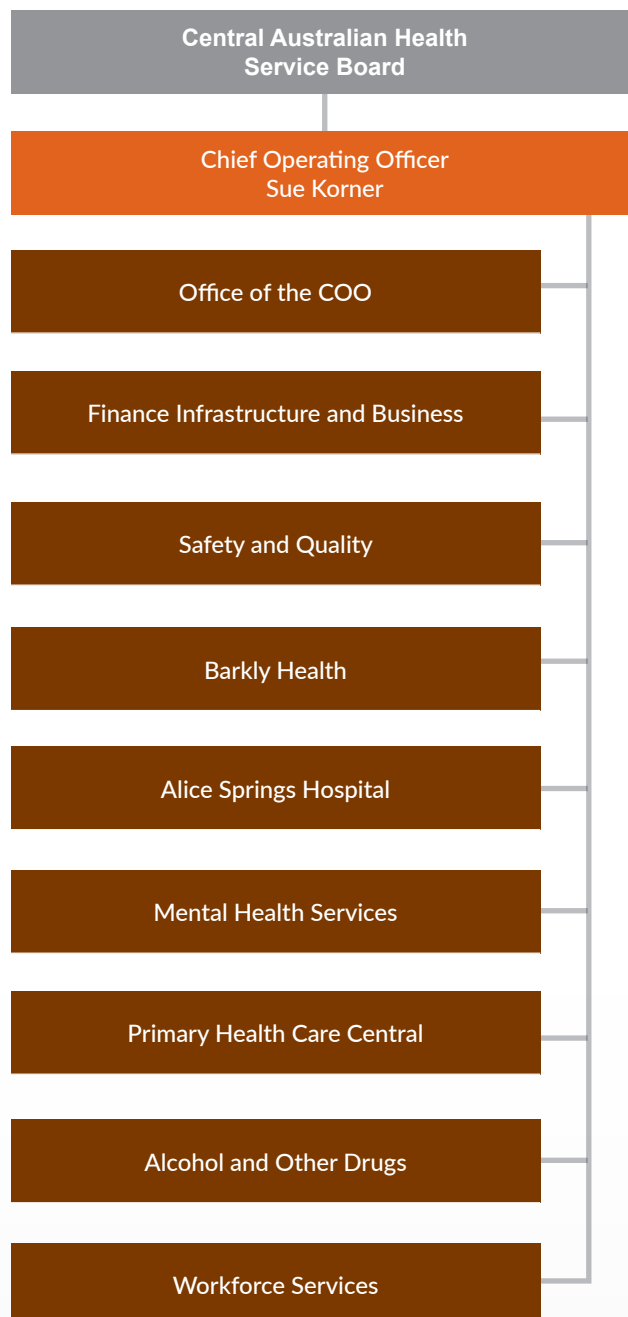 Central Australian Health
Service Board
Chief Operating Officer
Sue Korner
Office of the COO
Finance Infrastructure and Business
Safety and Quality
Barkly Health
Alice Springs Hospital
Mental Health Services
Primary Health Care Central
Alcohol and Other Drugs
Workforce Services